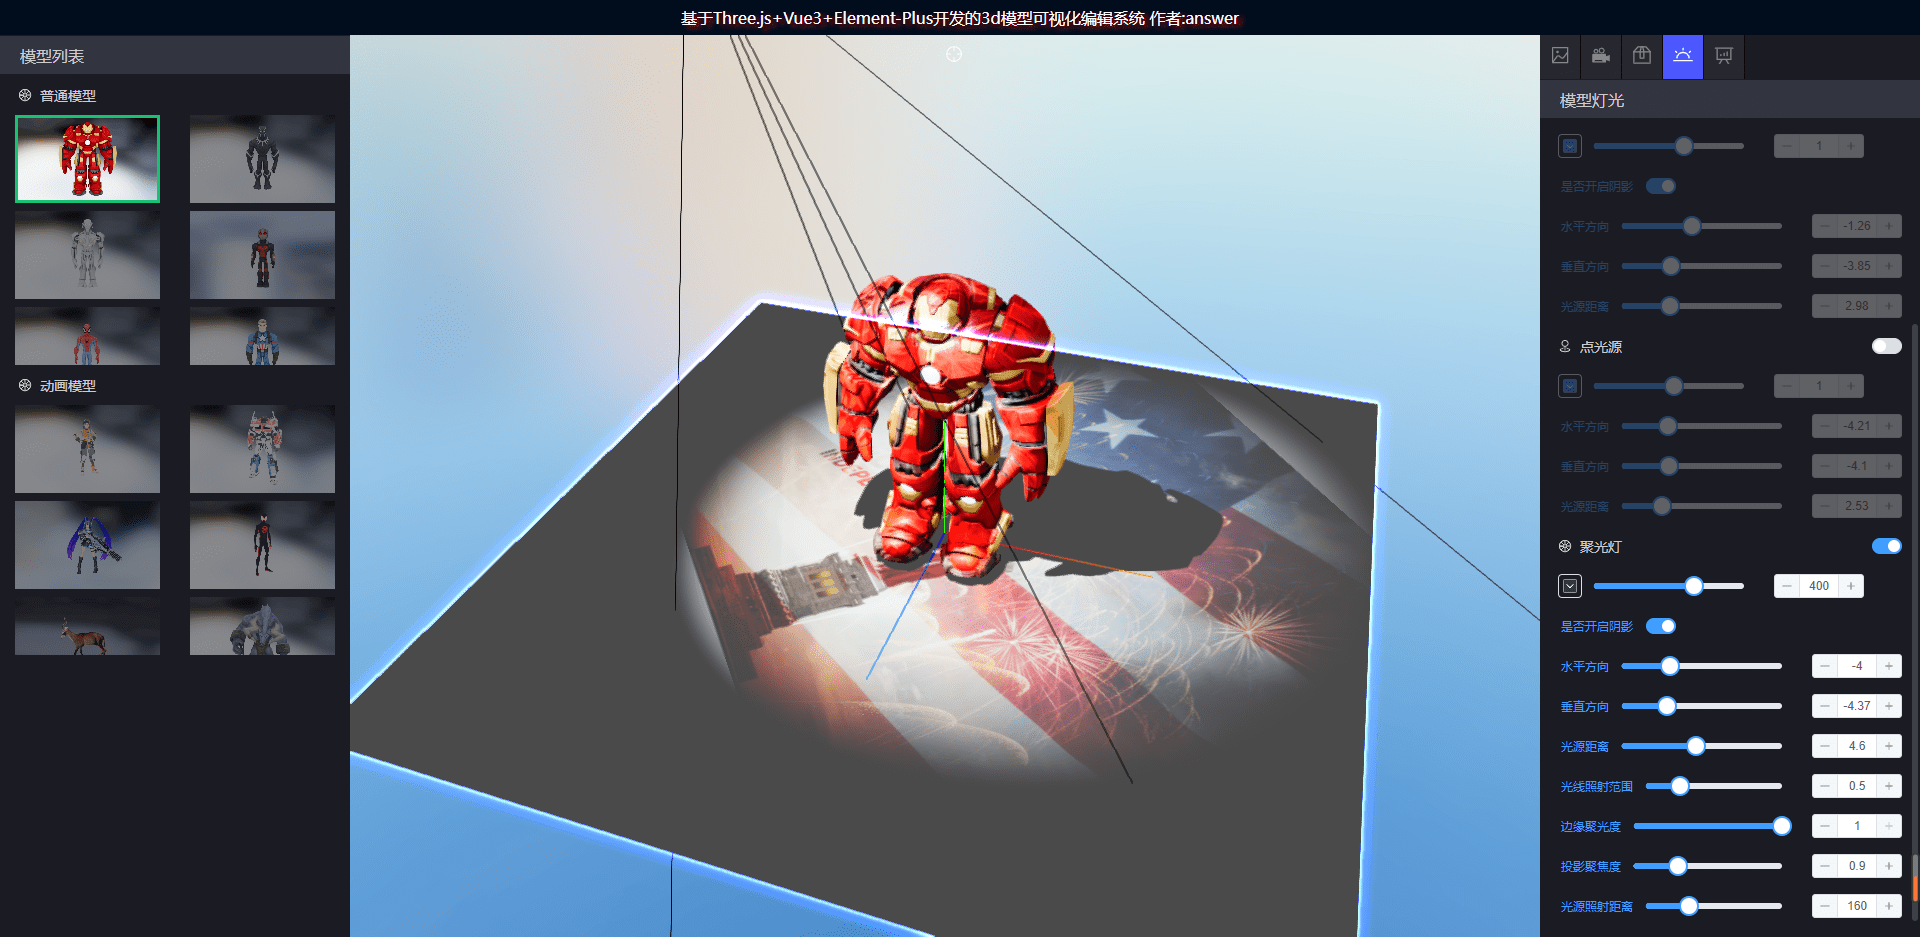 基于Three.js+Vue3+Element-Plus开发的3d模型可视化编辑系统 作者:answer
模型列表
普通模型
动画模型
模型灯光
1
是否开启阴影
水平方向 -1.26
垂直方向 -3.85
光源距离 2.98
点光源
1
水平方向 -4.21
垂直方向 -4.1
光源距离 2.53
聚光灯
400
是否开启阴影
水平方向 -4
垂直方向 -4.37
光源距离 4.6
光线照射范围 0.5
边缘聚光度 1
投影聚焦度 0.9
光源照射距离 160